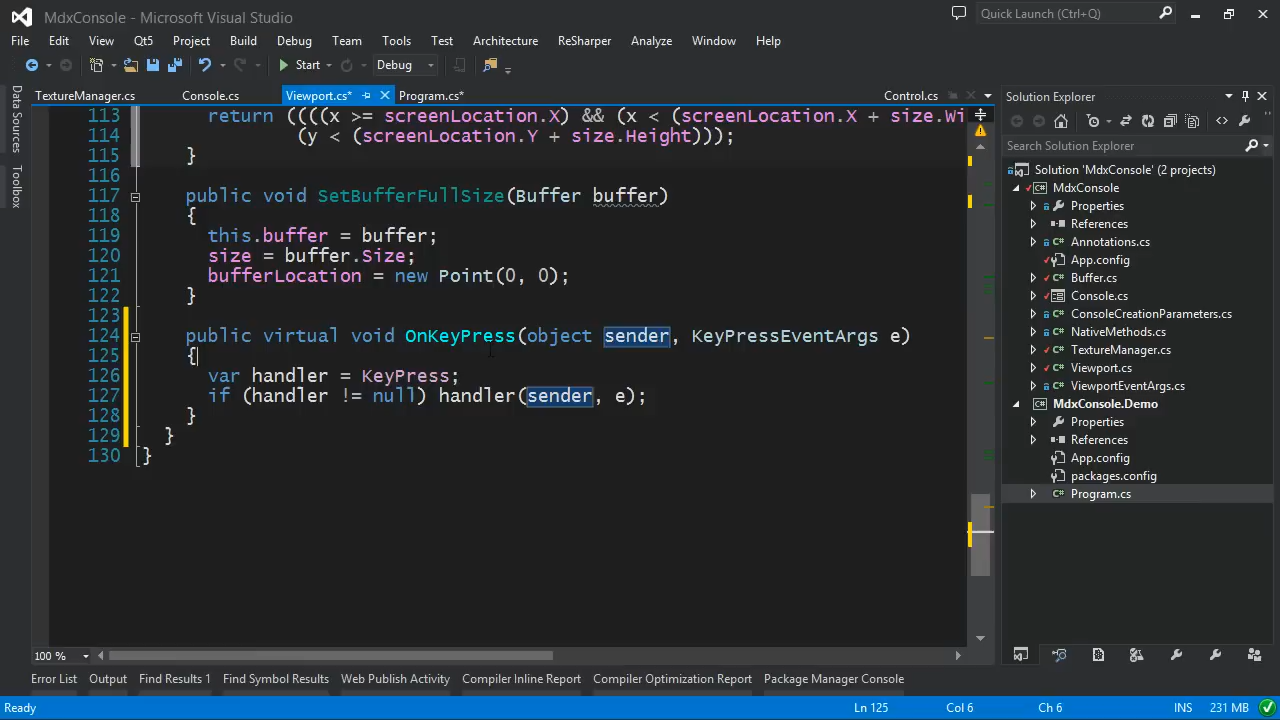 MdxConsole - Microsoft Visual Studio
Quick Launch (Ctrl+Q)
File Edit View Qt5 Project Build Debug Team Tools Test Architecture ReSharper Analyze Window Help
Start Debug
TextureManager.cs Console.cs Viewport.cs* Program.cs* Control.cs
Data Sources
Toolbox
113 return ((((x >= screenLocation.X) && (x < (screenLocation.X + size.Wi
114 (y < (screenLocation.Y + size.Height)));
115 }
116
117 public void SetBufferFullSize(Buffer buffer)
118 {
119 this.buffer = buffer;
120 size = buffer.Size;
121 bufferLocation = new Point(0, 0);
122 }
123
124 public virtual void OnKeyPress(object sender, KeyPressEventArgs e)
125 {
126 var handler = KeyPress;
127 if (handler != null) handler(sender, e);
128 }
129 }
130 }
100 %
Solution Explorer
Search Solution Explorer
Solution 'MdxConsole' (2 projects)
MdxConsole
Properties
References
Annotations.cs
App.config
Buffer.cs
Console.cs
ConsoleCreationParameters.cs
NativeMethods.cs
TextureManager.cs
Viewport.cs
ViewportEventArgs.cs
MdxConsole.Demo
Properties
References
App.config
packages.config
Program.cs
Error List Output Find Results 1 Find Symbol Results Web Publish Activity Compiler Inline Report Compiler Optimization Report Package Manager Console
Ready Ln 125 Col 6 Ch 6 INS 231 MB